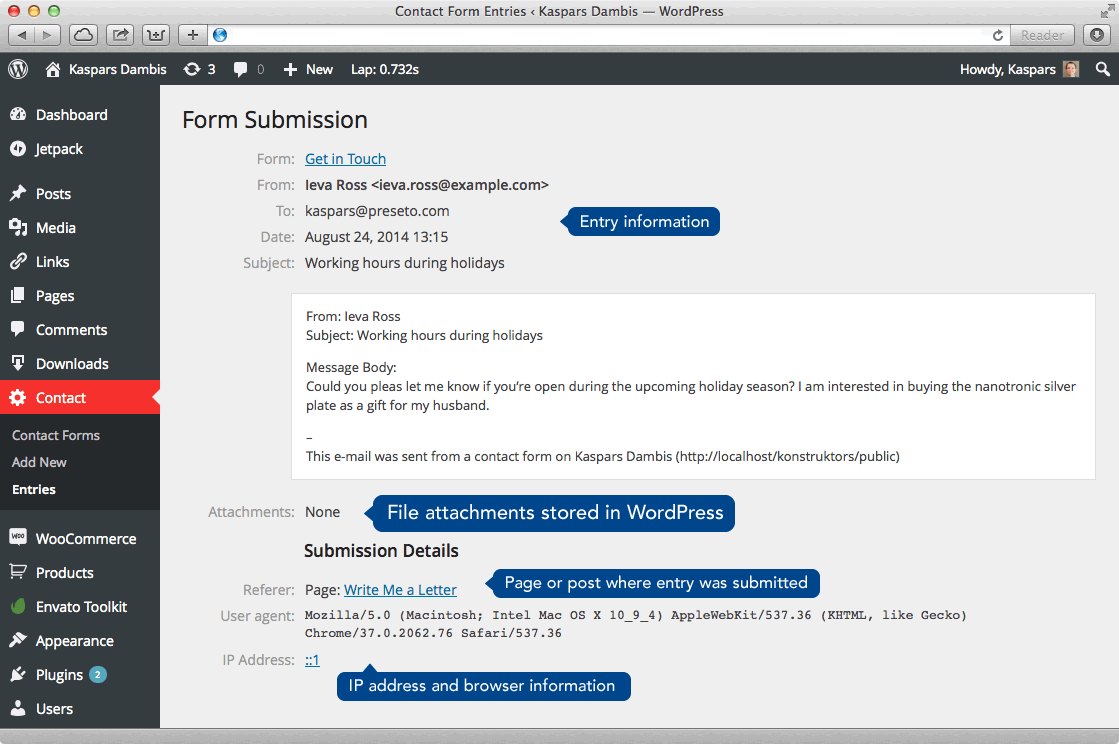 Contact Form Entries ‹ Kaspars Dambis — WordPress
Reader
Kaspars Dambis 3 0 New Lap: 0.732s Howdy, Kaspars
Dashboard
Jetpack
Posts
Media
Links
Pages
Comments
Downloads
Contact
Contact Forms
Add New
Entries
WOO WooCommerce
Products
Envato Toolkit
Appearance
Plugins 2
Users
Form Submission
Form: Get in Touch
From: Ieva Ross <ieva.ross@example.com>
To: kaspars@preseto.com
Entry information
Date: August 24, 2014 13:15
Subject: Working hours during holidays
From: Ieva Ross
Subject: Working hours during holidays
Message Body:
Could you pleas let me know if you’re open during the upcoming holiday season? I am interested in buying the nanotronic silver
plate as a gift for my husband.
–
This e-mail was sent from a contact form on Kaspars Dambis (http://localhost/konstruktors/public)
Attachments: None File attachments stored in WordPress
Submission Details
Referer: Page: Write Me a Letter Page or post where entry was submitted
User agent: Mozilla/5.0 (Macintosh; Intel Mac OS X 10_9_4) AppleWebKit/537.36 (KHTML, like Gecko)
Chrome/37.0.2062.76 Safari/537.36
IP Address: ::1
IP address and browser information